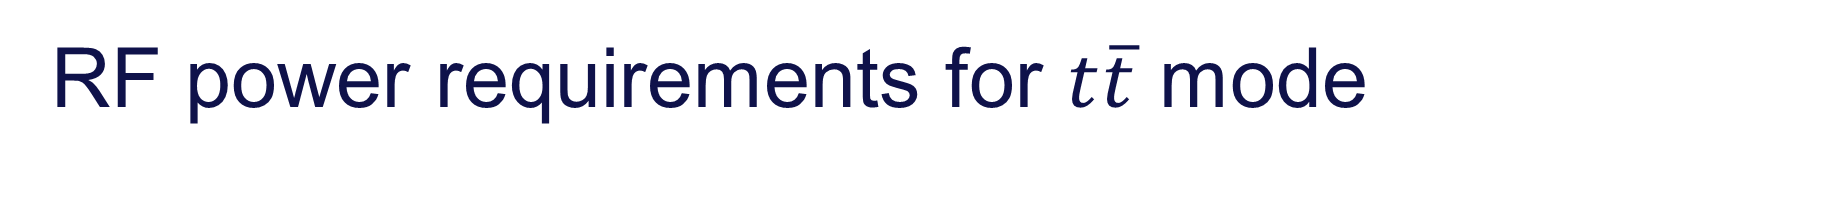 RF power requirements for 𝑡𝑡̅ mode